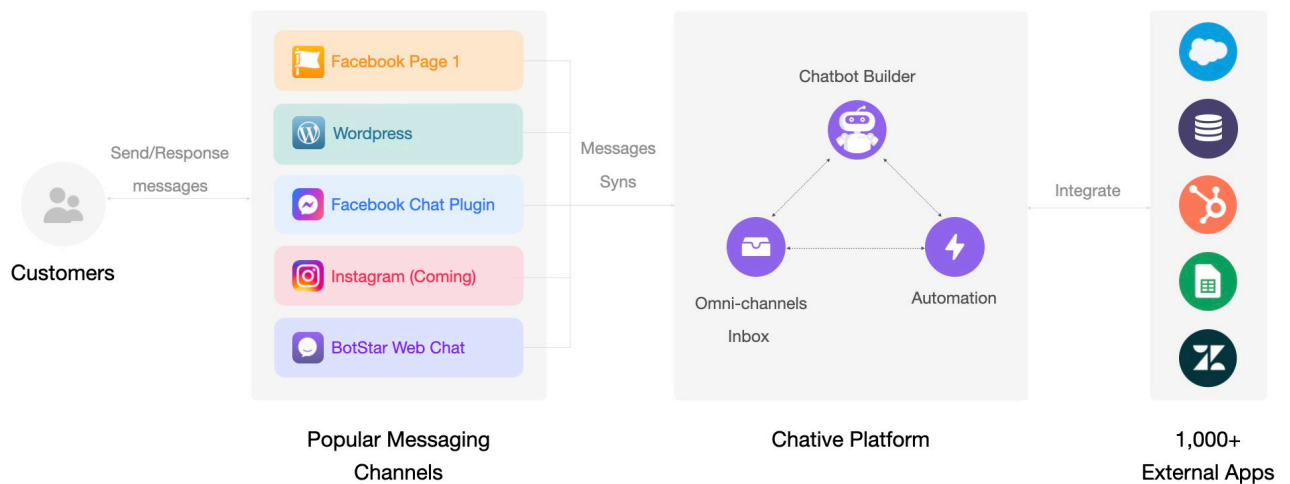 Customers
Send/Response
messages
Facebook Page 1
Wordpress
Facebook Chat Plugin
Instagram (Coming)
BotStar Web Chat
Popular Messaging
Channels
Messages
Syns
Chatbot Builder
Omni-channels
Inbox
Automation
Chative Platform
Integrate
1,000+
External Apps